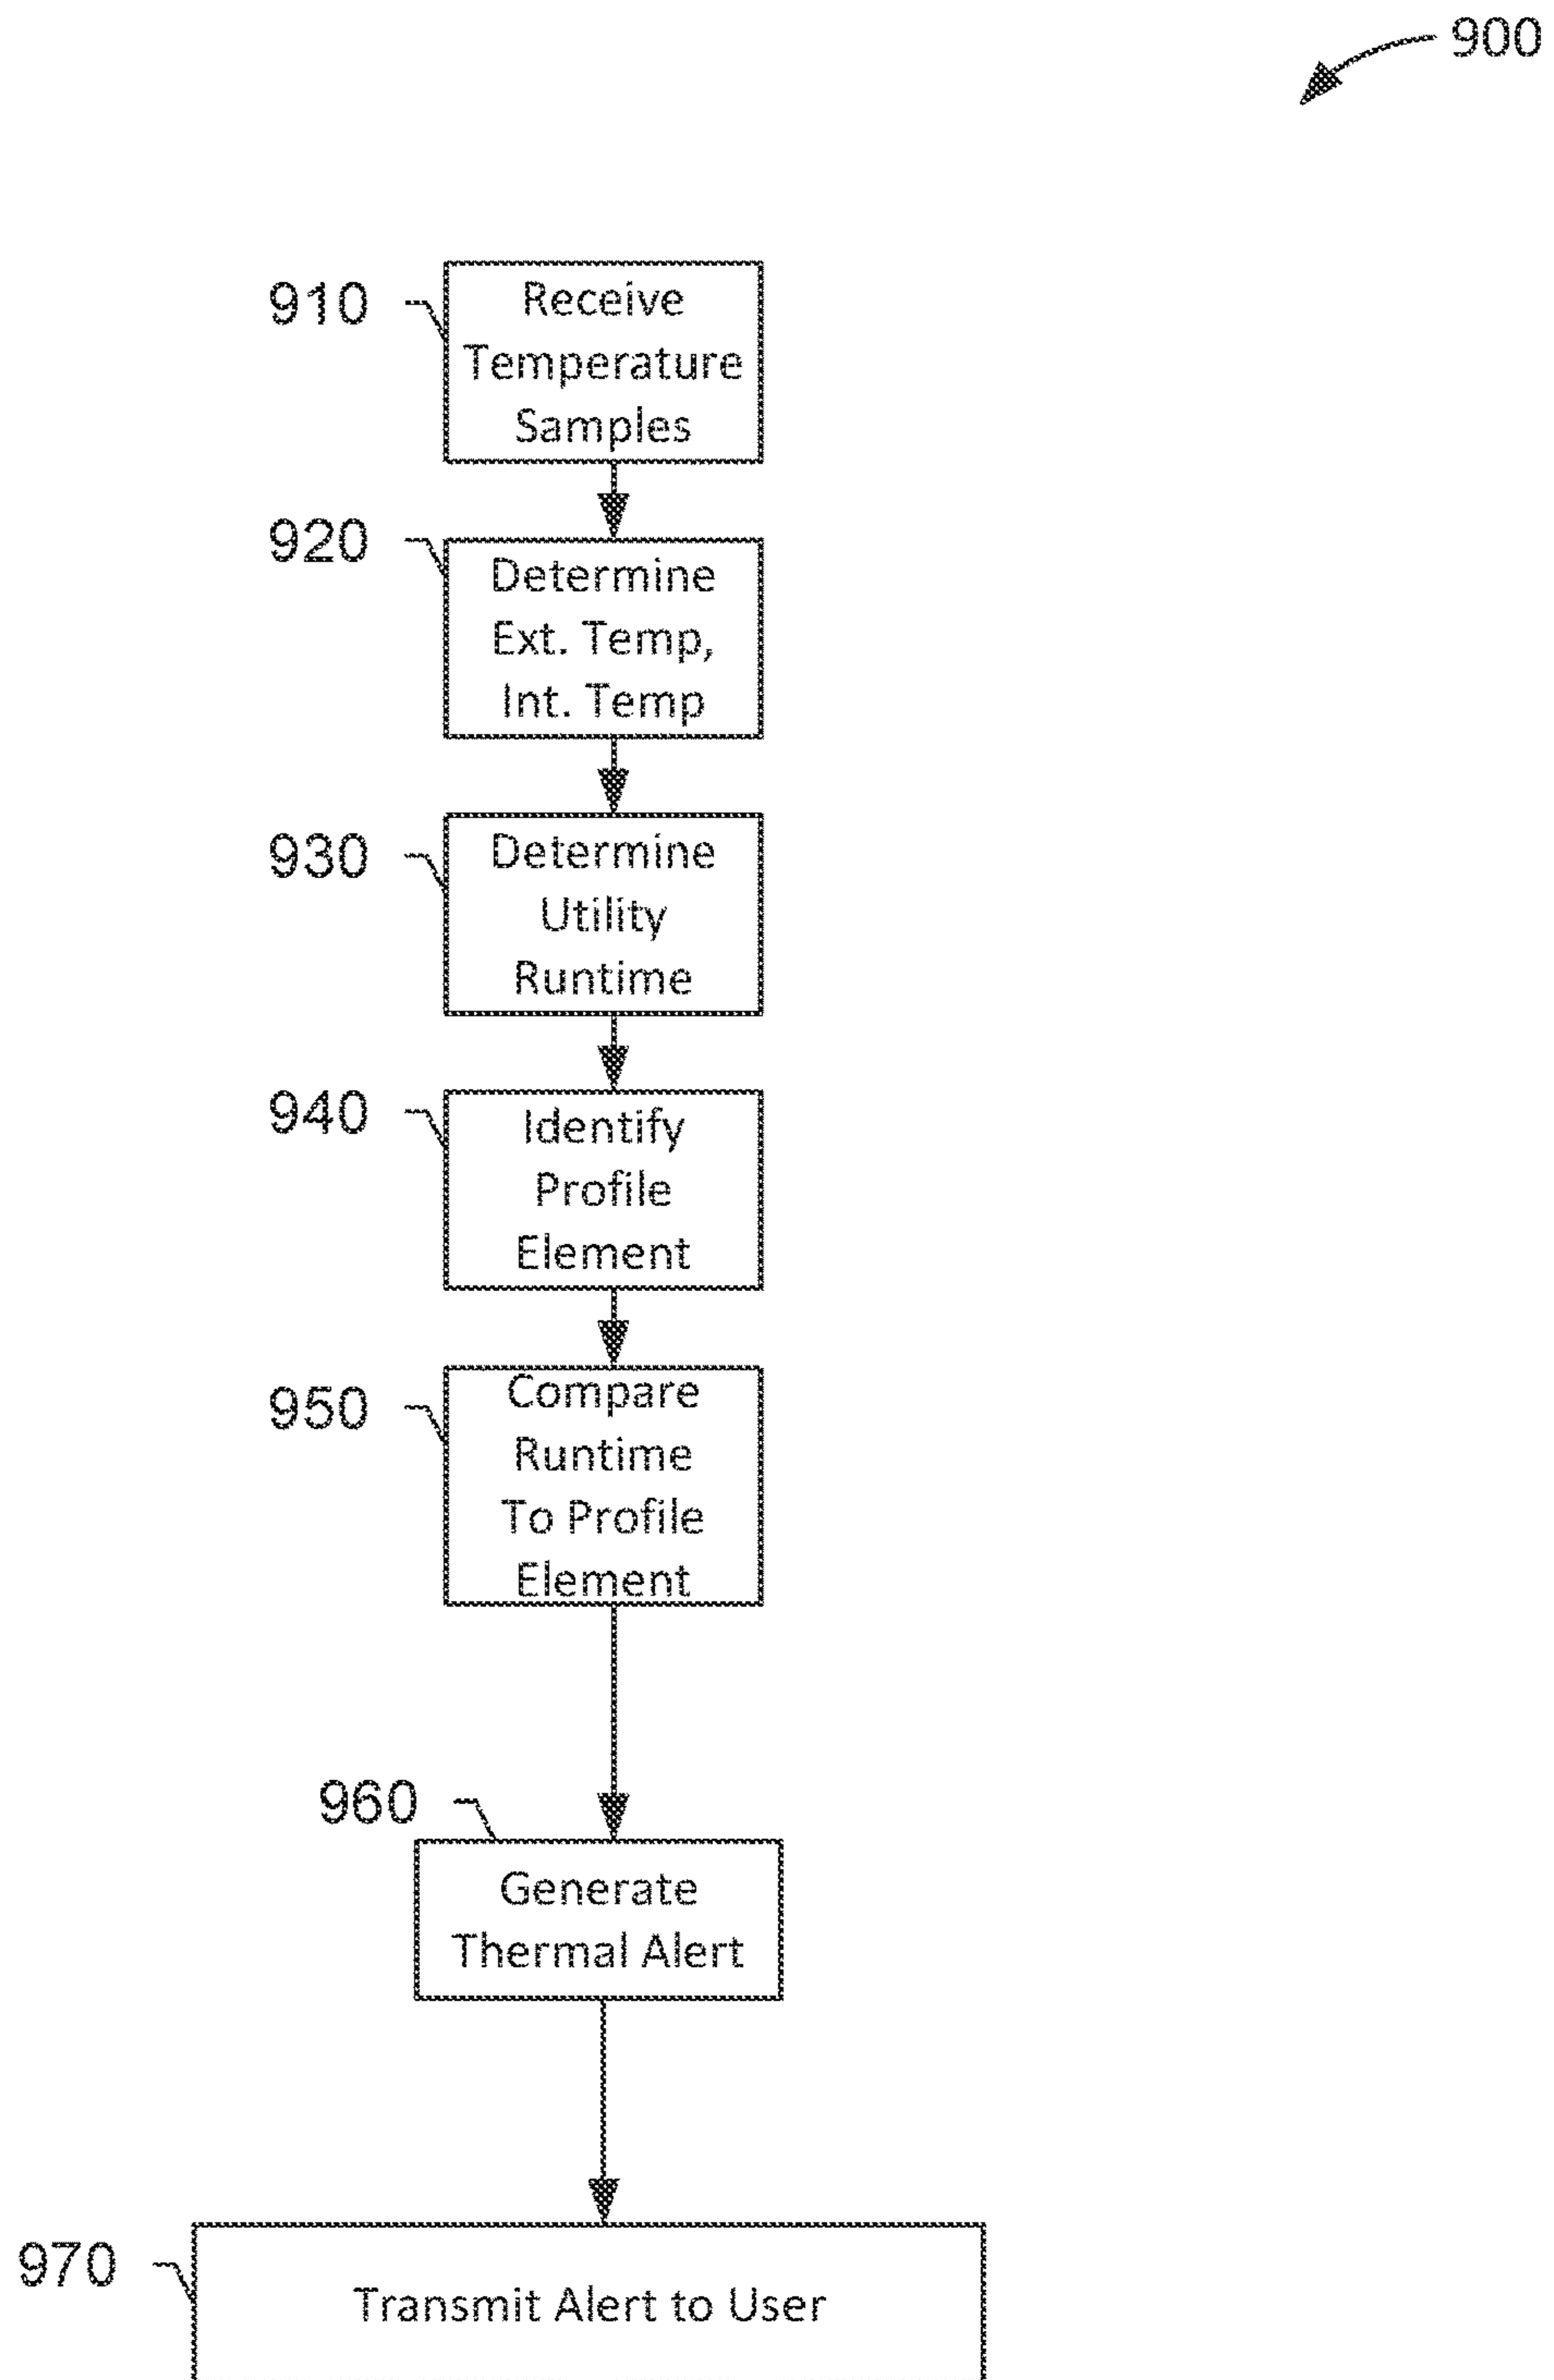 900
910
Receive
Temperature
Samples
920
Determine
Ext. Temp,
Int. Temp
930
Determine
Utility
Runtime
940
Identify
Profile
Element
950
Compare
Runtime
To Profile
Element
960
Generate
Thermal Alert
970
Transmit Alert to User